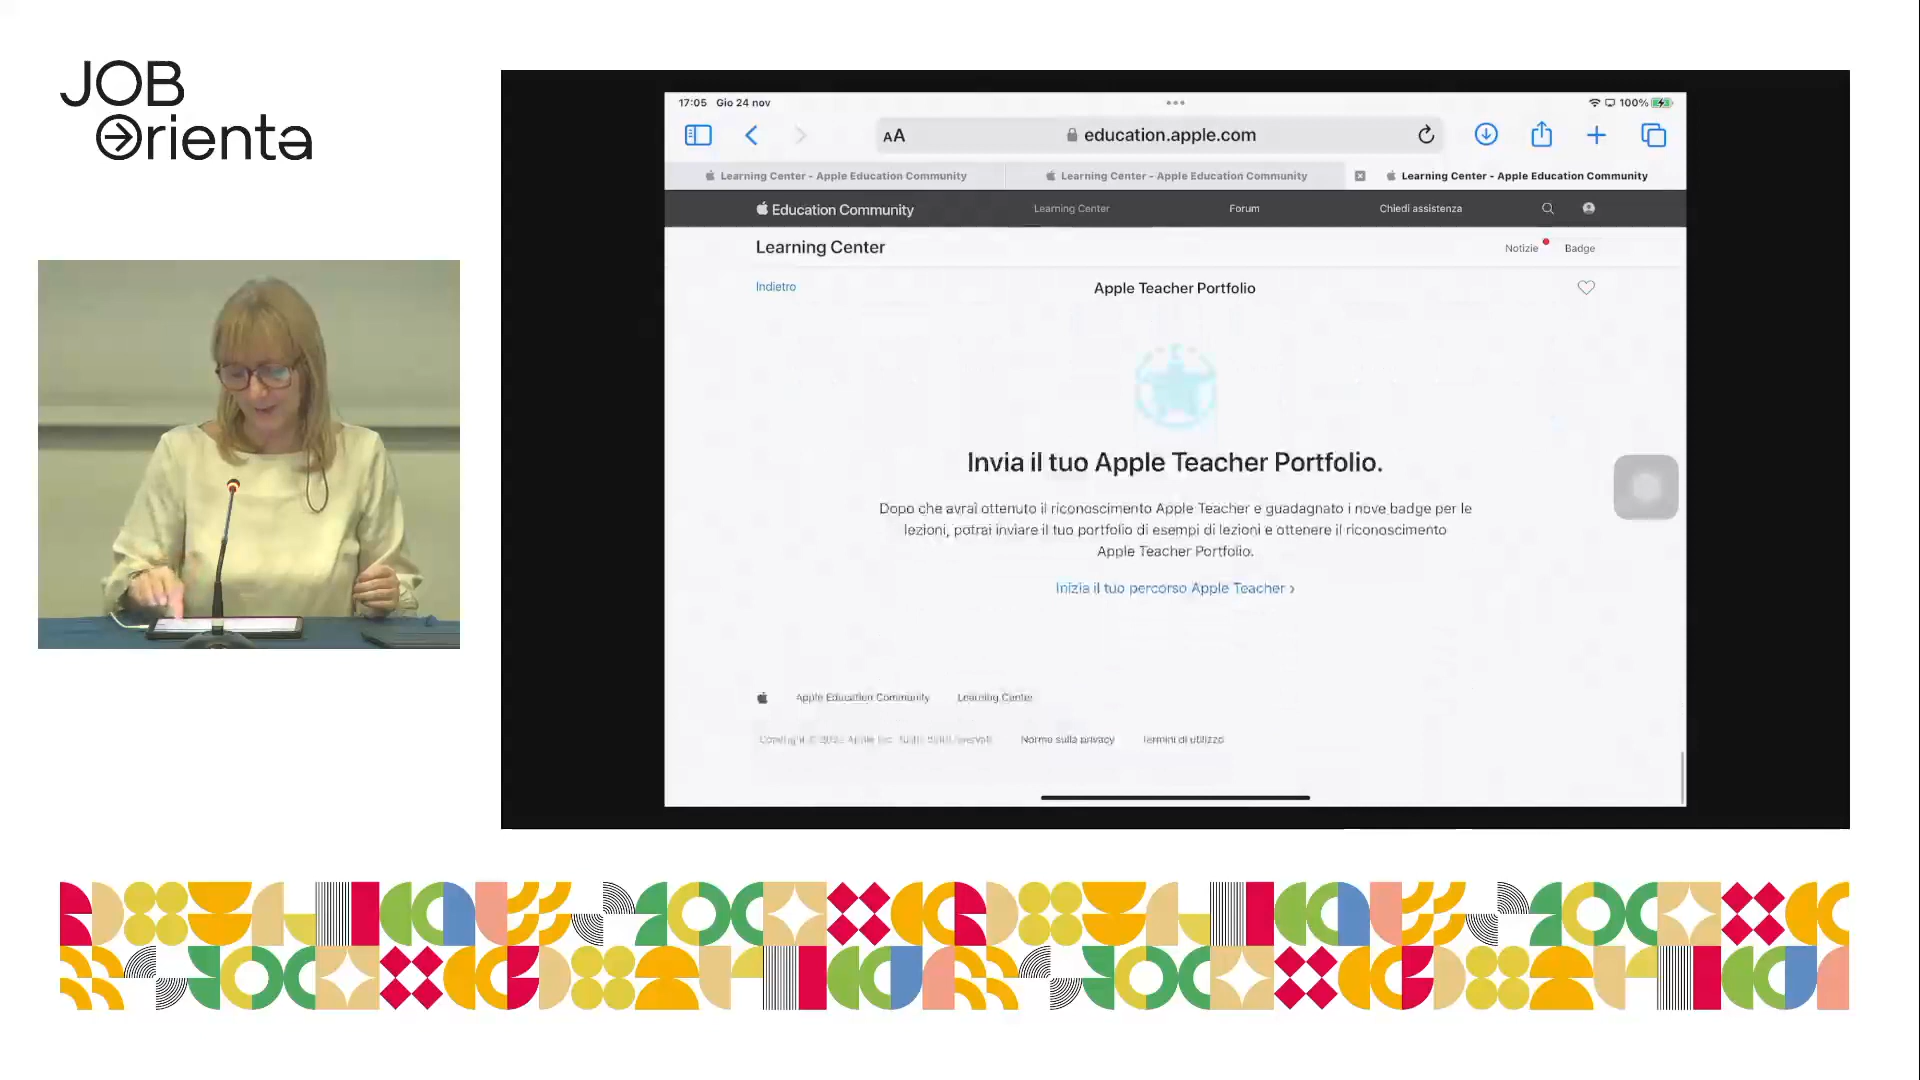 JOB
Orienta
17:05 Gio 24 nov
100%
AA
education.apple.com
Learning Center - Apple Education Community
Learning Center - Apple Education Community
Learning Center - Apple Education Community
Education Community
Learning Center
Forum
Chiedi assistenza
Learning Center
Notizie
Badge
Indietro
Apple Teacher Portfolio
Invia il tuo Apple Teacher Portfolio.
Dopo che avrai ottenuto il riconoscimento Apple Teacher e guadagnato i nove badge per le
lezioni, potrai inviare il tuo portfolio di esempi di lezioni e ottenere il riconoscimento
Apple Teacher Portfolio.
Inizia il tuo percorso Apple Teacher ›
Apple Education Community
Learning Center
Copyright © Apple Inc.
Norme sulla privacy
Termini di utilizzo